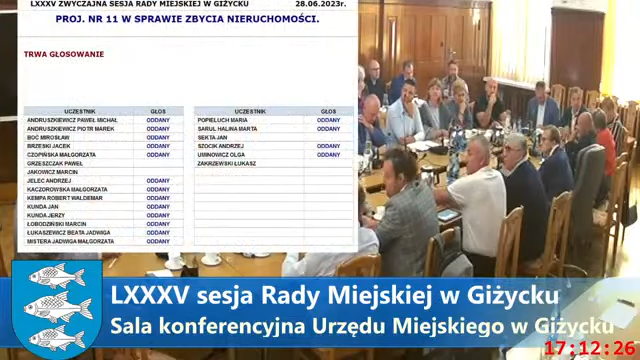 LXXXV ZWYCZAJNA SESJA RADY MIEJSKIEJ W GIŻYCKU 28.06.2023r.
PROJ. NR 11 W SPRAWIE ZBYCIA NIERUCHOMOŚCI.
TRWA GŁOSOWANIE
UCZESTNIK GŁOS UCZESTNIK GŁOS
ANDRUSZKIEWICZ PAWEŁ MICHAŁ ODDANY POPIELUCH MARIA ODDANY
ANDRUSZKIEWICZ PIOTR MAREK ODDANY SARUL HALINA MARTA ODDANY
BOĆ MIROSŁAW ODDANY SEKTA JAN
BRZESKI JACEK ODDANY SZOCIK ANDRZEJ ODDANY
CZOPIŃSKA MAŁGORZATA ODDANY UMINOWICZ OLGA ODDANY
GRZESZCZAK PAWEŁ ZAKRZEWSKI ŁUKASZ
JAKOWICZ MARCIN
JELEC ANDRZEJ ODDANY
KACZOROWSKA MAŁGORZATA ODDANY
KEMPA ROBERT WALDEMAR ODDANY
KUNDA JAN ODDANY
KUNDA JERZY ODDANY
ŁOBODZIŃSKI MARCIN ODDANY
ŁUKASZEWICZ BEATA JADWIGA ODDANY
MISTERA JADWIGA MAŁGORZATA ODDANY
LXXXV sesja Rady Miejskiej w Giżycku
Sala konferencyjna Urzędu Miejskiego w Giżycku
17:12:26